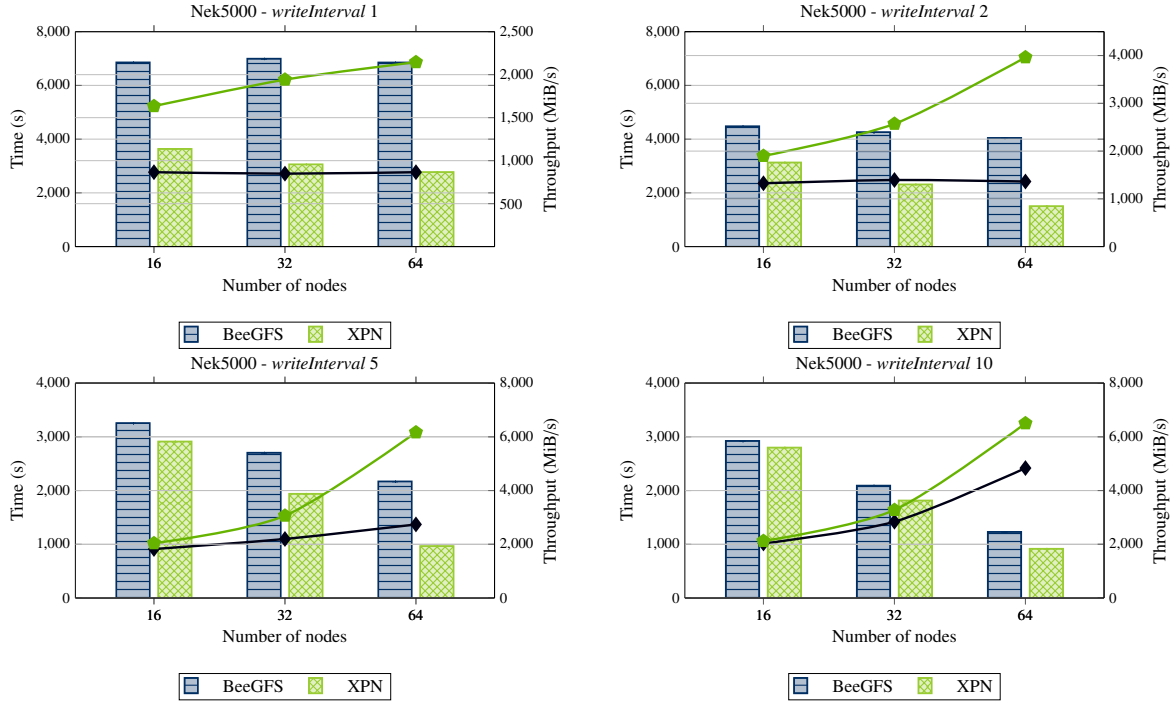 Nek5000 - writeInterval 1
8,000
6,000
4,000
2,000
0
Time (s)
2,500
2,000
1,500
1,000
500
Throughput (MiB/s)
16
32
64
Number of nodes
BeeGFS
XPN
Nek5000 - writeInterval 2
8,000
6,000
4,000
2,000
0
Time (s)
4,000
3,000
2,000
1,000
0
Throughput (MiB/s)
16
32
64
Number of nodes
BeeGFS
XPN
Nek5000 - writeInterval 5
4,000
3,000
2,000
1,000
0
Time (s)
8,000
6,000
4,000
2,000
0
Throughput (MiB/s)
16
32
64
Number of nodes
BeeGFS
XPN
Nek5000 - writeInterval 10
4,000
3,000
2,000
1,000
0
Time (s)
8,000
6,000
4,000
2,000
0
Throughput (MiB/s)
16
32
64
Number of nodes
BeeGFS
XPN